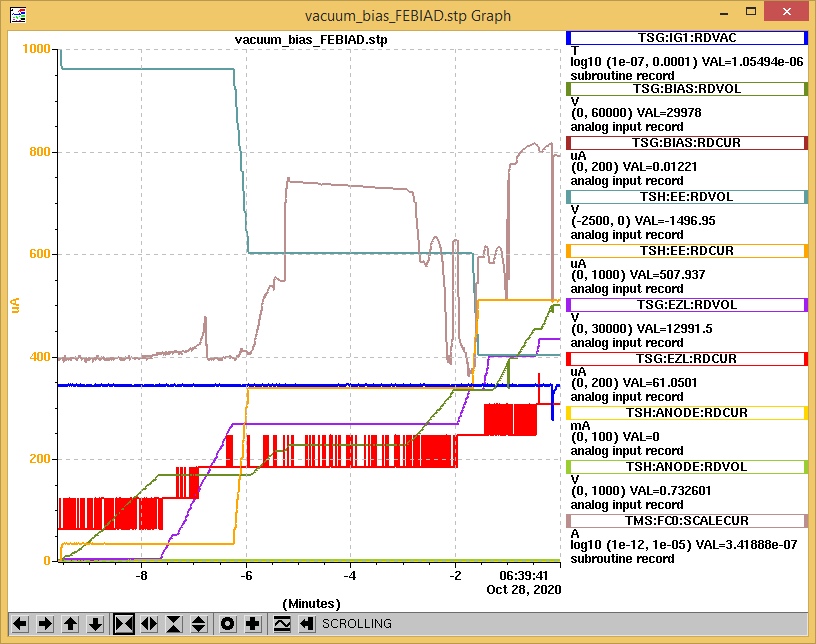 vacuum_bias_FEBIAD.stp Graph
vacuum_bias_FEBIAD.stp
1000
800
600
uA
400
200
0
-8
-6
-4
-2
06:39:41
Oct 28, 2020
(Minutes)
TSG:IG1:RDVAC
T
log10 (1e-07, 0.0001) VAL=1.05494e-06
subroutine record
TSG:BIAS:RDVOL
V
(0, 60000) VAL=29978
analog input record
TSG:BIAS:RDCUR
uA
(0, 200) VAL=0.01221
analog input record
TSH:EE:RDVOL
V
(-2500, 0) VAL=-1496.95
analog input record
TSH:EE:RDCUR
uA
(0, 1000) VAL=507.937
analog input record
TSG:EZL:RDVOL
V
(0, 30000) VAL=12991.5
analog input record
TSG:EZL:RDCUR
uA
(0, 200) VAL=61.0501
analog input record
TSH:ANODE:RDCUR
mA
(0, 100) VAL=0
analog input record
TSH:ANODE:RDVOL
V
(0, 1000) VAL=0.732601
analog input record
TMS:FC0:SCALECUR
A
log10 (1e-12, 1e-05) VAL=3.41888e-07
subroutine record
SCROLLING